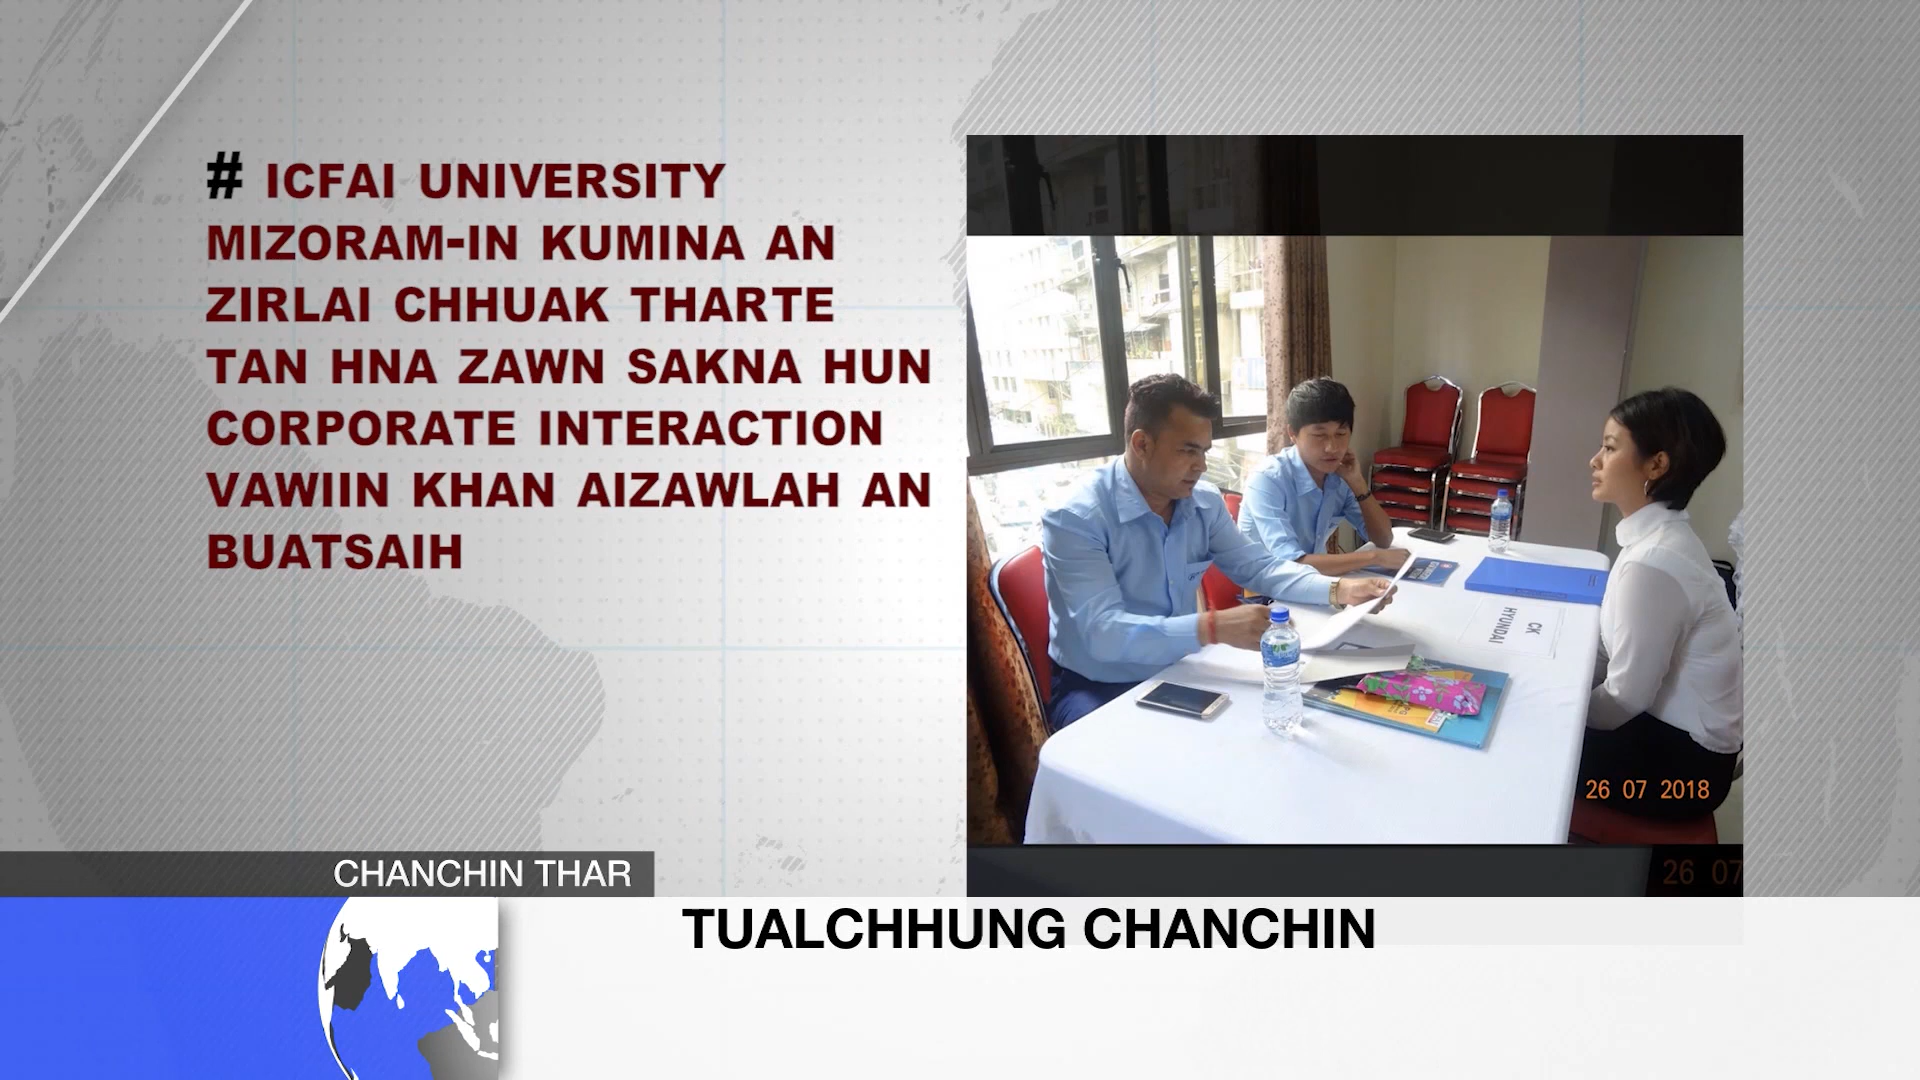 # ICFAI UNIVERSITY
MIZORAM-IN KUMINA AN
ZIRLAI CHHUAK THARTE
TAN HNA ZAWN SAKNA HUN
CORPORATE INTERACTION
VAWIIN KHAN AIZAWLAH AN
BUATSAIH
CK
HYUNDAI
26 07 2018
26 07
CHANCHIN THAR
TUALCHHUNG CHANCHIN